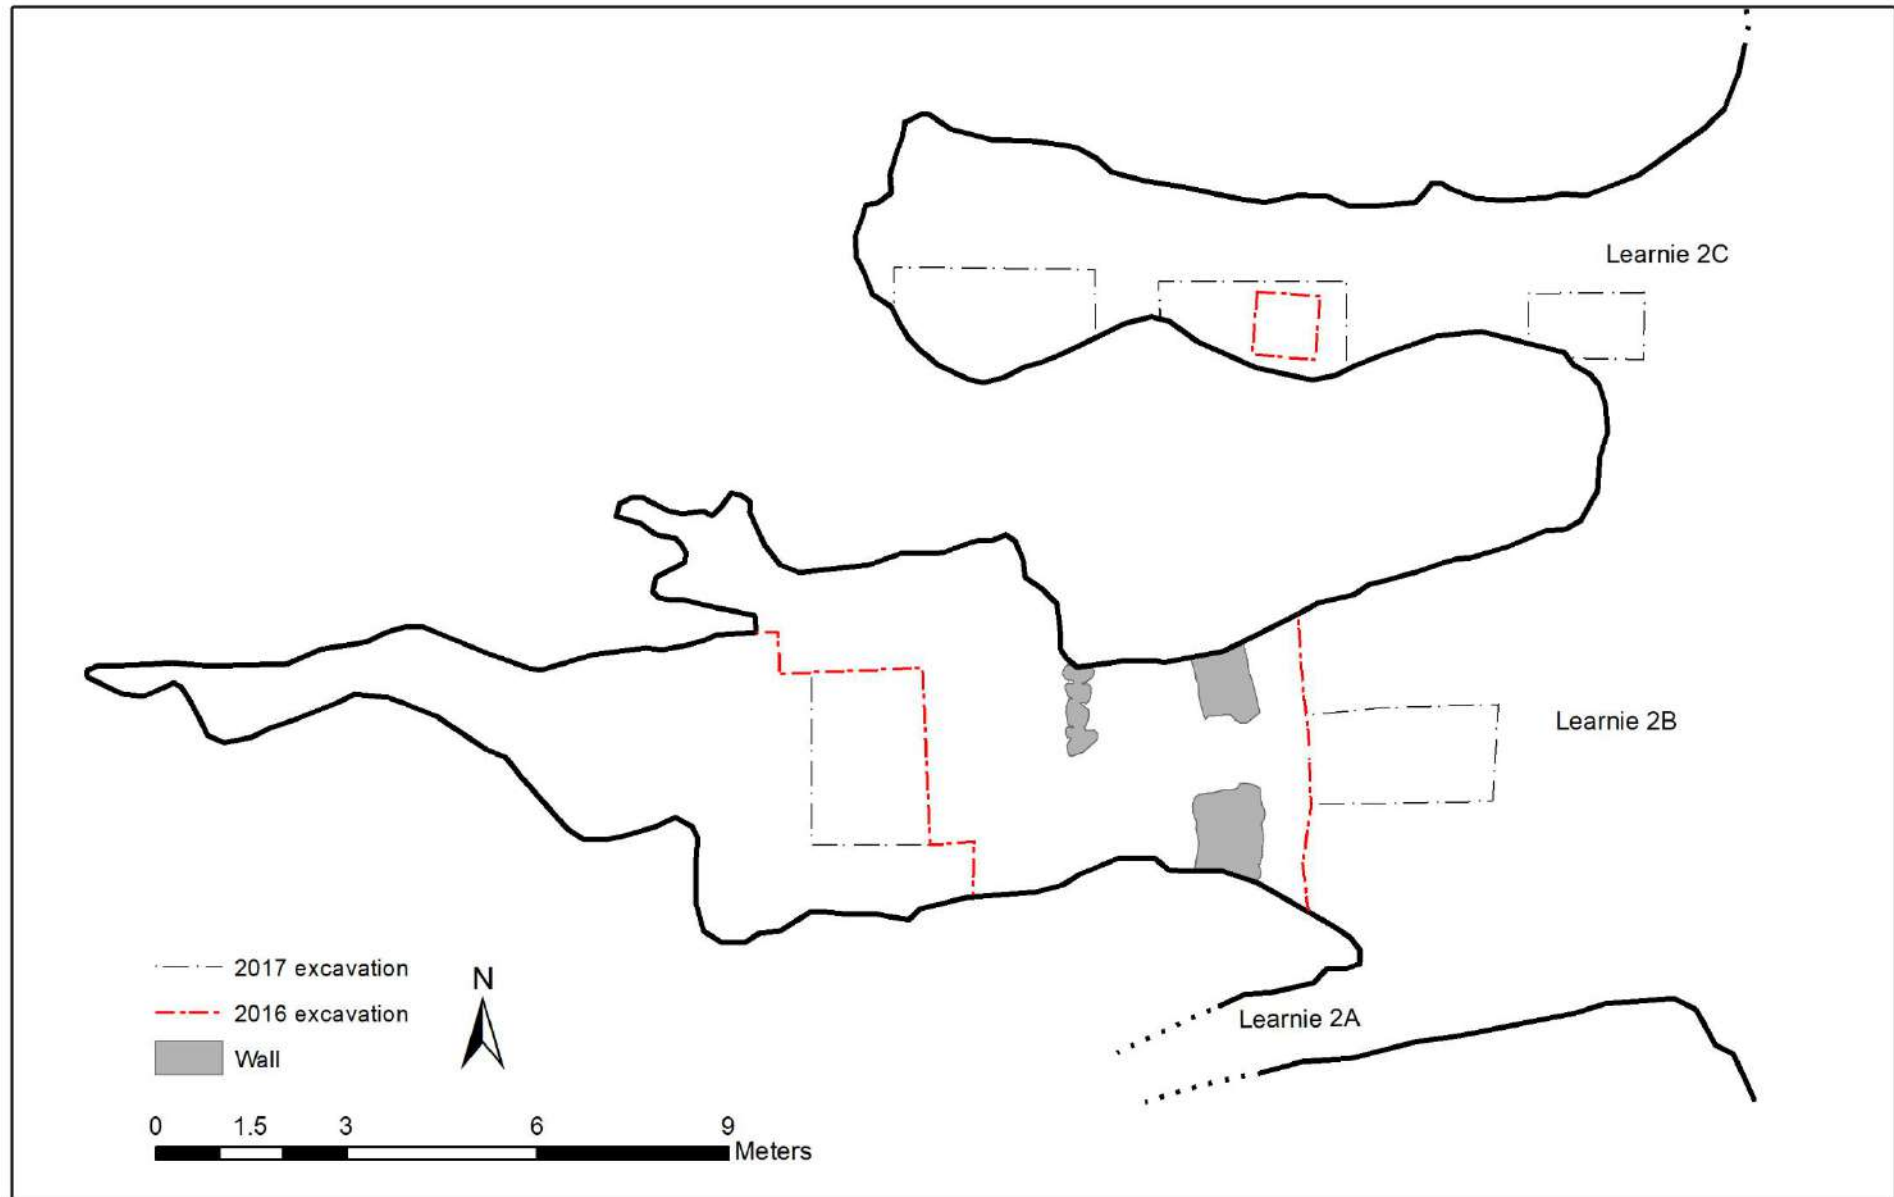 Learnie 2C
Learnie 2B
Learnie 2A
2017 excavation
2016 excavation
Wall
N
0 1.5 3 6 9
Meters